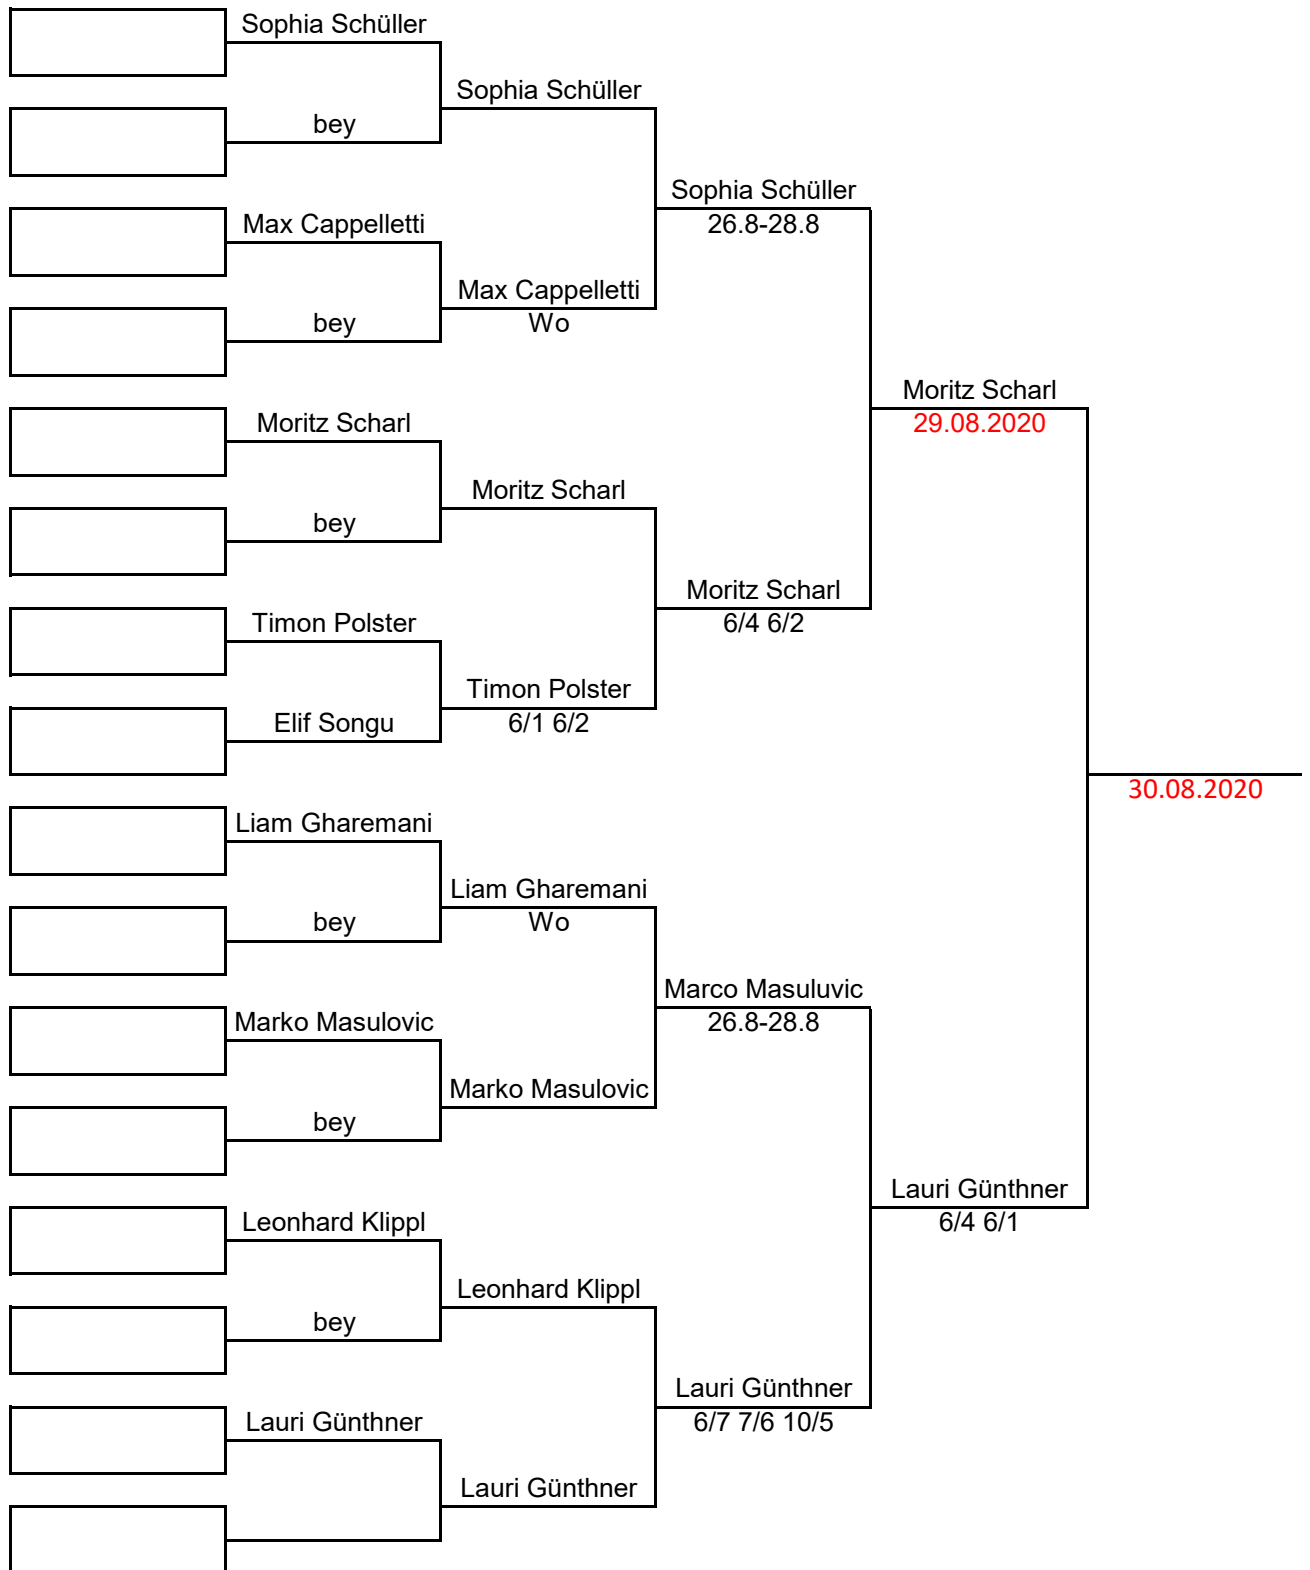 Sophia Schüller
Sophia Schüller
bey
Sophia Schüller
26.8-28.8
Max Cappelletti
Max Cappelletti
Wo
bey
Moritz Scharl
29.08.2020
Moritz Scharl
Moritz Scharl
bey
Moritz Scharl
6/4 6/2
Timon Polster
Timon Polster
6/1 6/2
Elif Songu
30.08.2020
Liam Gharemani
Liam Gharemani
Wo
bey
Marco Masuluvic
26.8-28.8
Marko Masulovic
Marko Masulovic
bey
Lauri Günthner
6/4 6/1
Leonhard Klippl
Leonhard Klippl
bey
Lauri Günthner
6/7 7/6 10/5
Lauri Günthner
Lauri Günthner